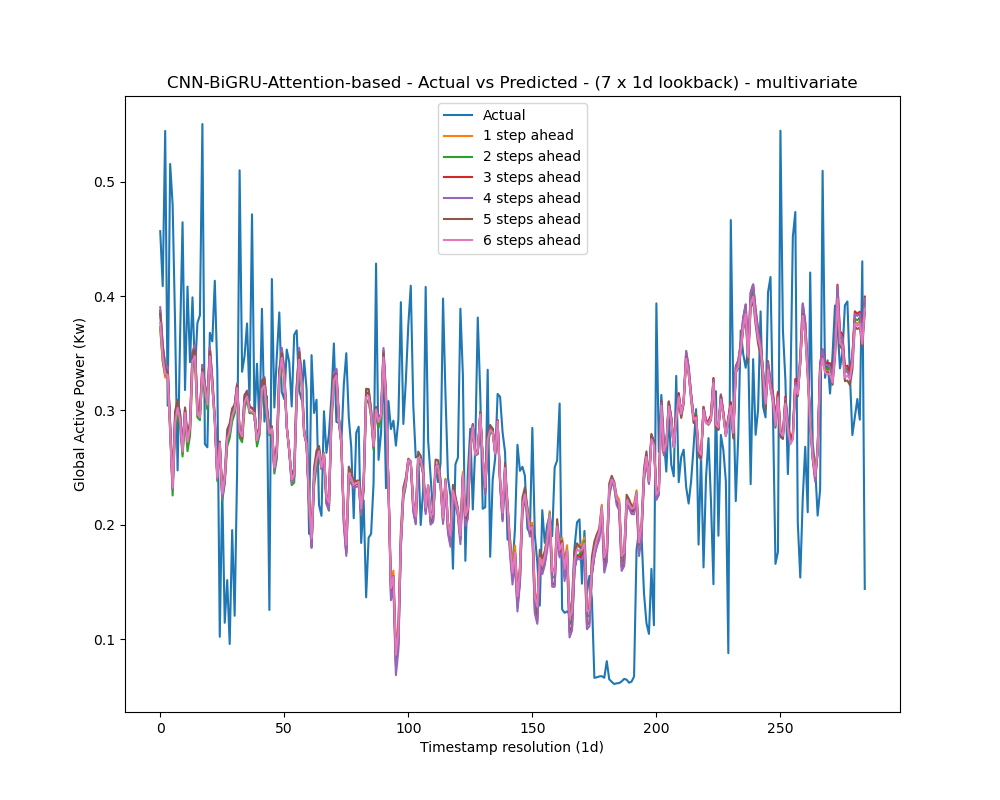 CNN-BiGRU-Attention-based - Actual vs Predicted - (7 x 1d lookback) - multivariate
Actual
1 step ahead
2 steps ahead
3 steps ahead
4 steps ahead
5 steps ahead
6 steps ahead
Global Active Power (Kw)
0.5
0.4
0.3
0.2
0.1
0
50
100
150
200
250
Timestamp resolution (1d)